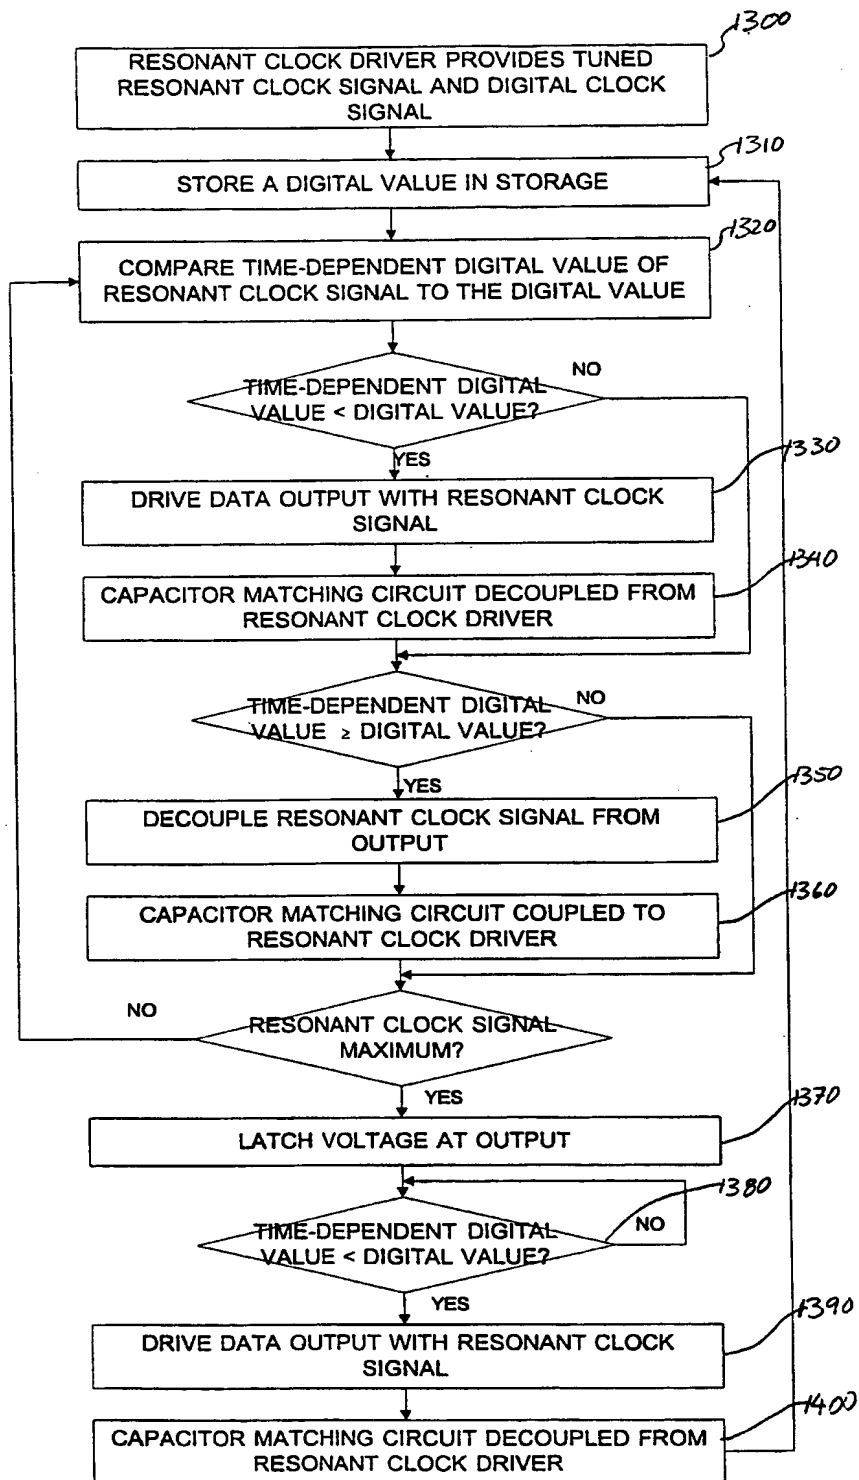 1300
RESONANT CLOCK DRIVER PROVIDES TUNED
RESONANT CLOCK SIGNAL AND DIGITAL CLOCK
SIGNAL
1310
STORE A DIGITAL VALUE IN STORAGE
1320
COMPARE TIME-DEPENDENT DIGITAL VALUE OF
RESONANT CLOCK SIGNAL TO THE DIGITAL VALUE
NO
TIME-DEPENDENT DIGITAL
VALUE < DIGITAL VALUE?
YES
1330
DRIVE DATA OUTPUT WITH RESONANT CLOCK
SIGNAL
1340
CAPACITOR MATCHING CIRCUIT DECOUPLED FROM
RESONANT CLOCK DRIVER
NO
TIME-DEPENDENT DIGITAL
VALUE ≥ DIGITAL VALUE?
YES
1350
DECOUPLE RESONANT CLOCK SIGNAL FROM
OUTPUT
1360
CAPACITOR MATCHING CIRCUIT COUPLED TO
RESONANT CLOCK DRIVER
NO
RESONANT CLOCK SIGNAL
MAXIMUM?
YES
1370
LATCH VOLTAGE AT OUTPUT
1380
TIME-DEPENDENT DIGITAL
VALUE < DIGITAL VALUE?
NO
YES
1390
DRIVE DATA OUTPUT WITH RESONANT CLOCK
SIGNAL
1400
CAPACITOR MATCHING CIRCUIT DECOUPLED FROM
RESONANT CLOCK DRIVER